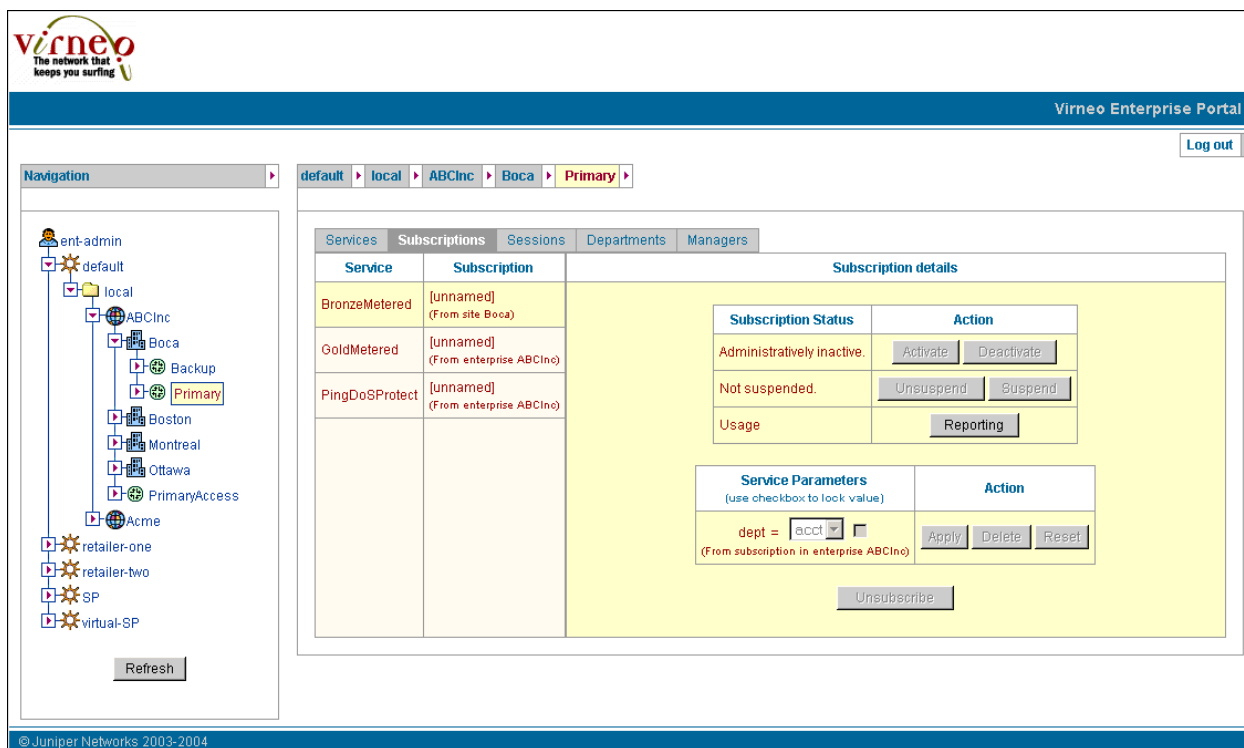 Virneo
The network that
keeps you surfing
Virneo Enterprise Portal
Log out
Navigation
ent-admin
default
local
ABCInc
Boca
Backup
Primary
Boston
Montreal
Ottawa
PrimaryAccess
Acme
retailer-one
retailer-two
SP
virtual-SP
Refresh
default local ABCInc Boca Primary
Services Subscriptions Sessions Departments Managers
Service Subscription Subscription details
BronzeMetered [unnamed]
(From site Boca)
GoldMetered [unnamed]
(From enterprise ABCInc)
PingDoSProtect [unnamed]
(From enterprise ABCInc)
Subscription Status Action
Administratively inactive. Activate Deactivate
Not suspended. Unsuspend Suspend
Usage Reporting
Service Parameters Action
(use checkbox to lock value)
dept = acct Apply Delete Reset
(From subscription in enterprise ABCInc)
Unsubscribe
© Juniper Networks 2003-2004